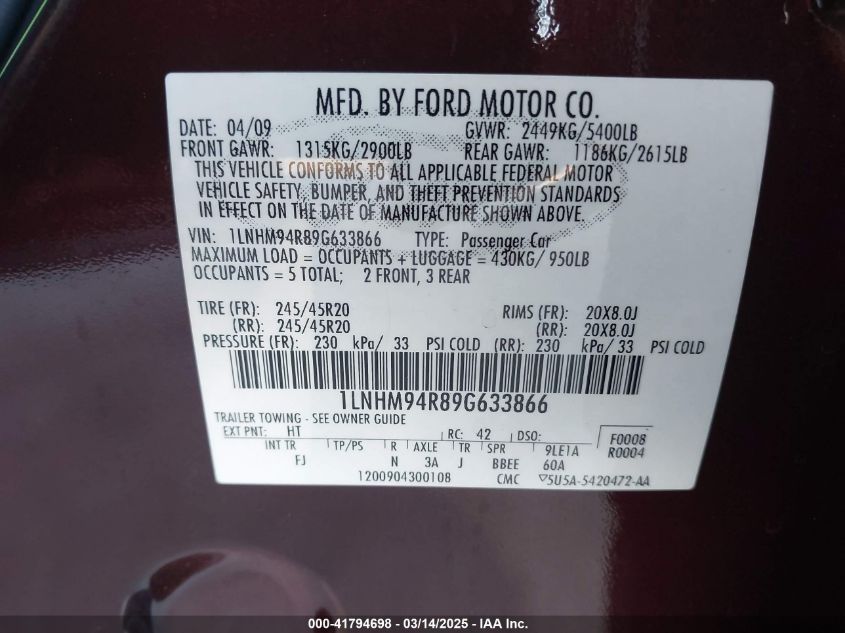 MFD. BY FORD MOTOR CO.
DATE: 04/09 GVWR: 2449KG/5400LB
FRONT GAWR: 1315KG/2900LB REAR GAWR: 1186KG/2615LB
THIS VEHICLE CONFORMS TO ALL APPLICABLE FEDERAL MOTOR
VEHICLE SAFETY, BUMPER, AND THEFT PREVENTION STANDARDS
IN EFFECT ON THE DATE OF MANUFACTURE SHOWN ABOVE.
VIN: 1LNHM94R89G633866 TYPE: Passenger Car
MAXIMUM LOAD = OCCUPANTS + LUGGAGE = 430KG/ 950LB
OCCUPANTS = 5 TOTAL; 2 FRONT, 3 REAR
TIRE (FR): 245/45R20 RIMS (FR): 20X8.0J
(RR): 245/45R20 (RR): 20X8.0J
PRESSURE (FR): 230 kPa/ 33 PSI COLD (RR): 230 kPa/ 33 PSI COLD
1LNHM94R89G633866
TRAILER TOWING - SEE OWNER GUIDE
EXT PNT: HT RC: 42 DSO: F0008
INT TR TP/PS R AXLE TR SPR 9LE1A R0004
FJ N 3A J BBEE 60A
1200904300108 CMC ▽5U5A-5420472-AA
000-41794698 - 03/14/2025 - IAA Inc.